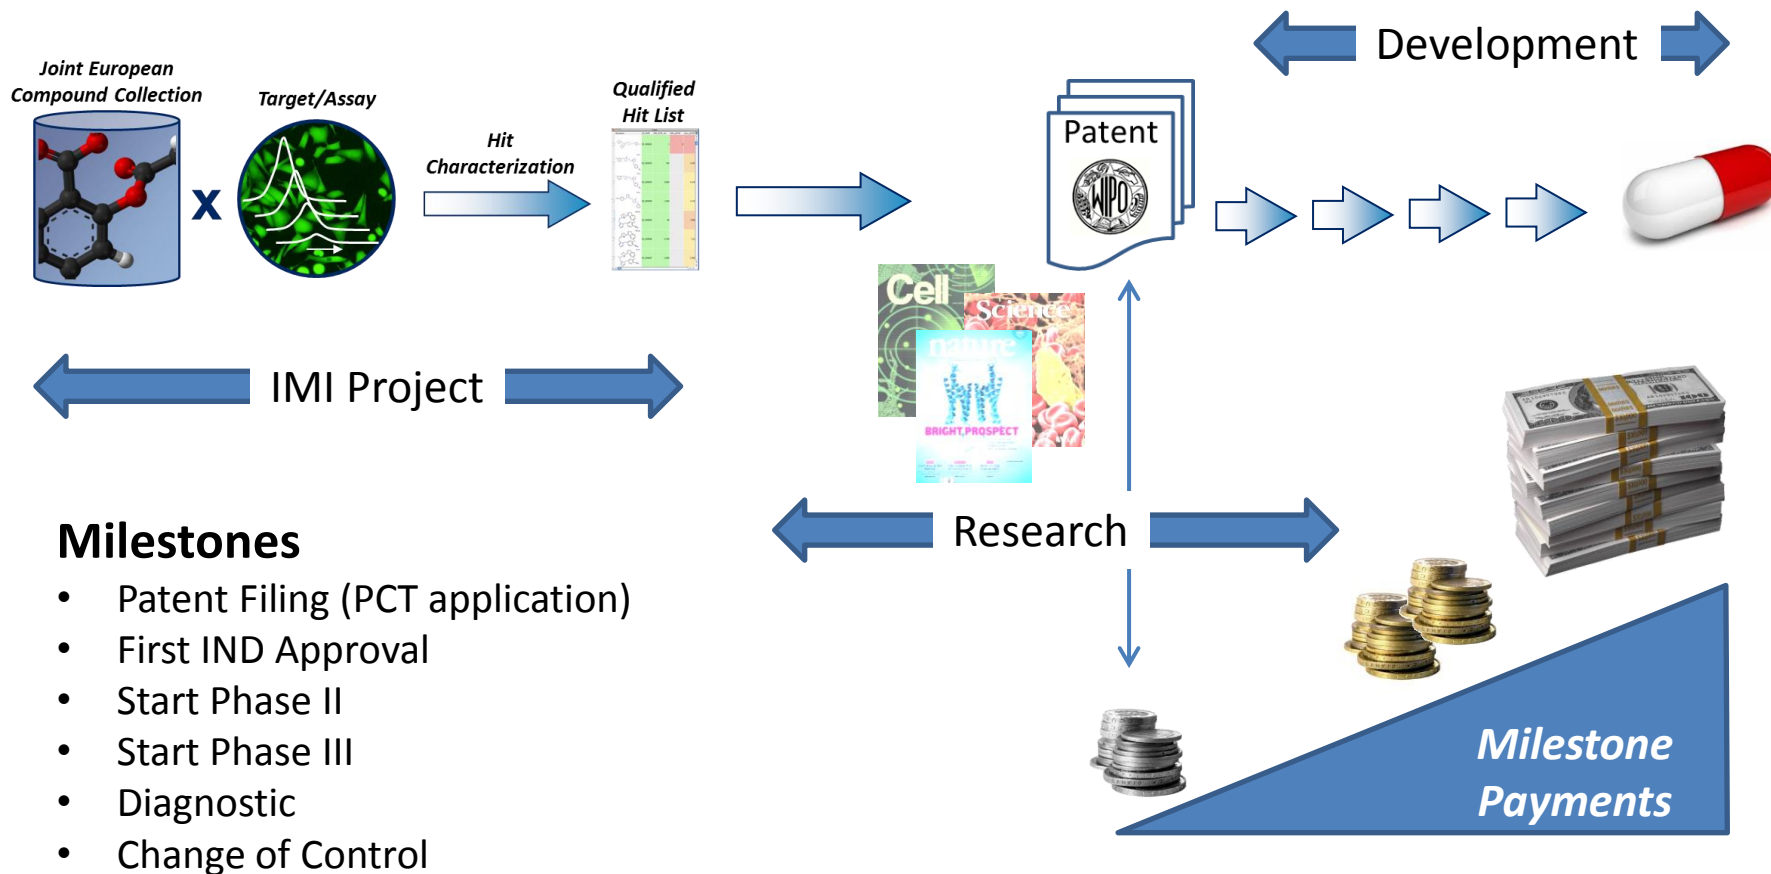 Joint European
Compound Collection
Target/Assay
x
Hit
Characterization
Qualified
Hit List
Patent
WIPO
Development
Cell
Science
nature
BRIGHT PROSPECT
IMI Project
Research
Milestones
• Patent Filing (PCT application)
• First IND Approval
• Start Phase II
• Start Phase III
• Diagnostic
• Change of Control
Milestone
Payments